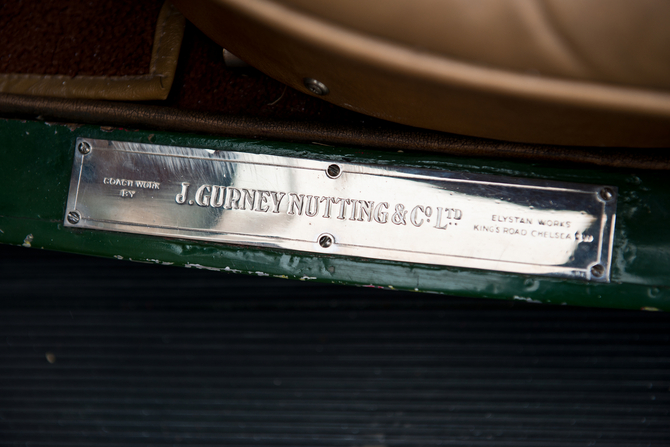 COACH WORK
BY
J. GURNEY NUTTING & Cº LTD
ELYSTAN WORKS
KINGS ROAD CHELSEA